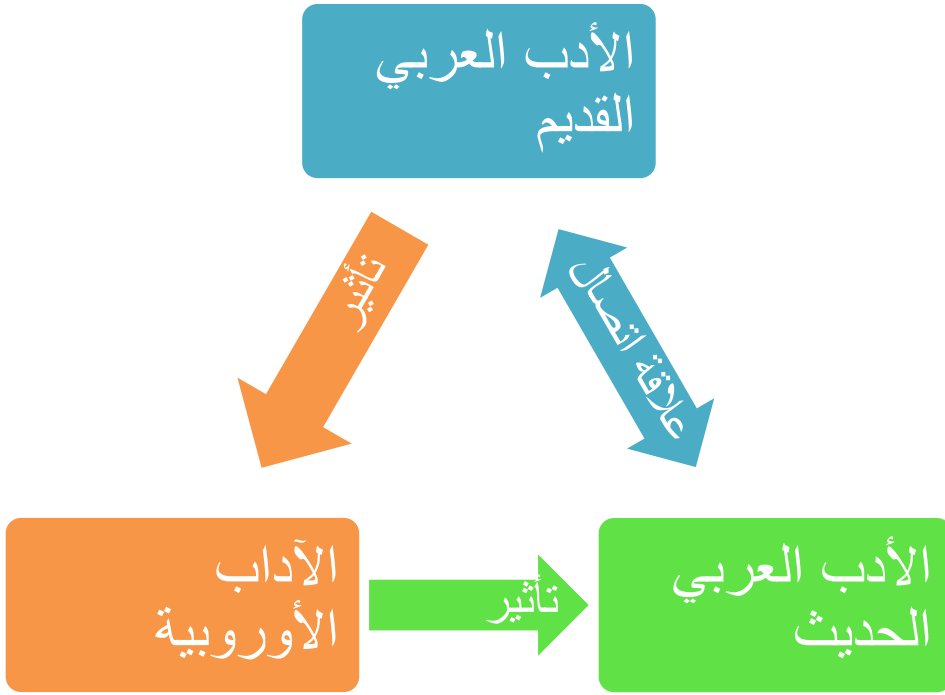 الأدب العربي
القديم
تأثير
علاقة اتصال
الآداب
الأوروبية
تأثير
الأدب العربي
الحديث